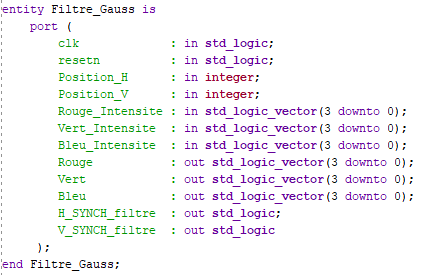 entity Filtre_Gauss is
port (
clk : in std_logic;
resetn : in std_logic;
Position_H : in integer;
Position_V : in integer;
Rouge_Intensite : in std_logic_vector(3 downto 0);
Vert_Intensite : in std_logic_vector(3 downto 0);
Bleu_Intensite : in std_logic_vector(3 downto 0);
Rouge : out std_logic_vector(3 downto 0);
Vert : out std_logic_vector(3 downto 0);
Bleu : out std_logic_vector(3 downto 0);
H_SYNCH_filtre : out std_logic;
V_SYNCH_filtre : out std_logic
);
end Filtre_Gauss;